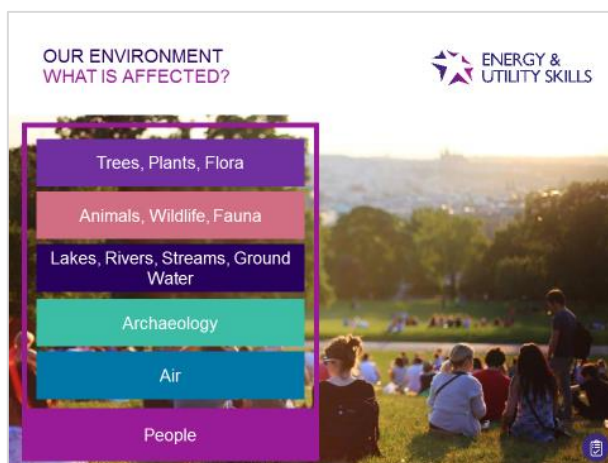 OUR ENVIRONMENT
WHAT IS AFFECTED?
ENERGY &
UTILITY SKILLS
Trees, Plants, Flora
Animals, Wildlife, Fauna
Lakes, Rivers, Streams, Ground
Water
Archaeology
Air
People